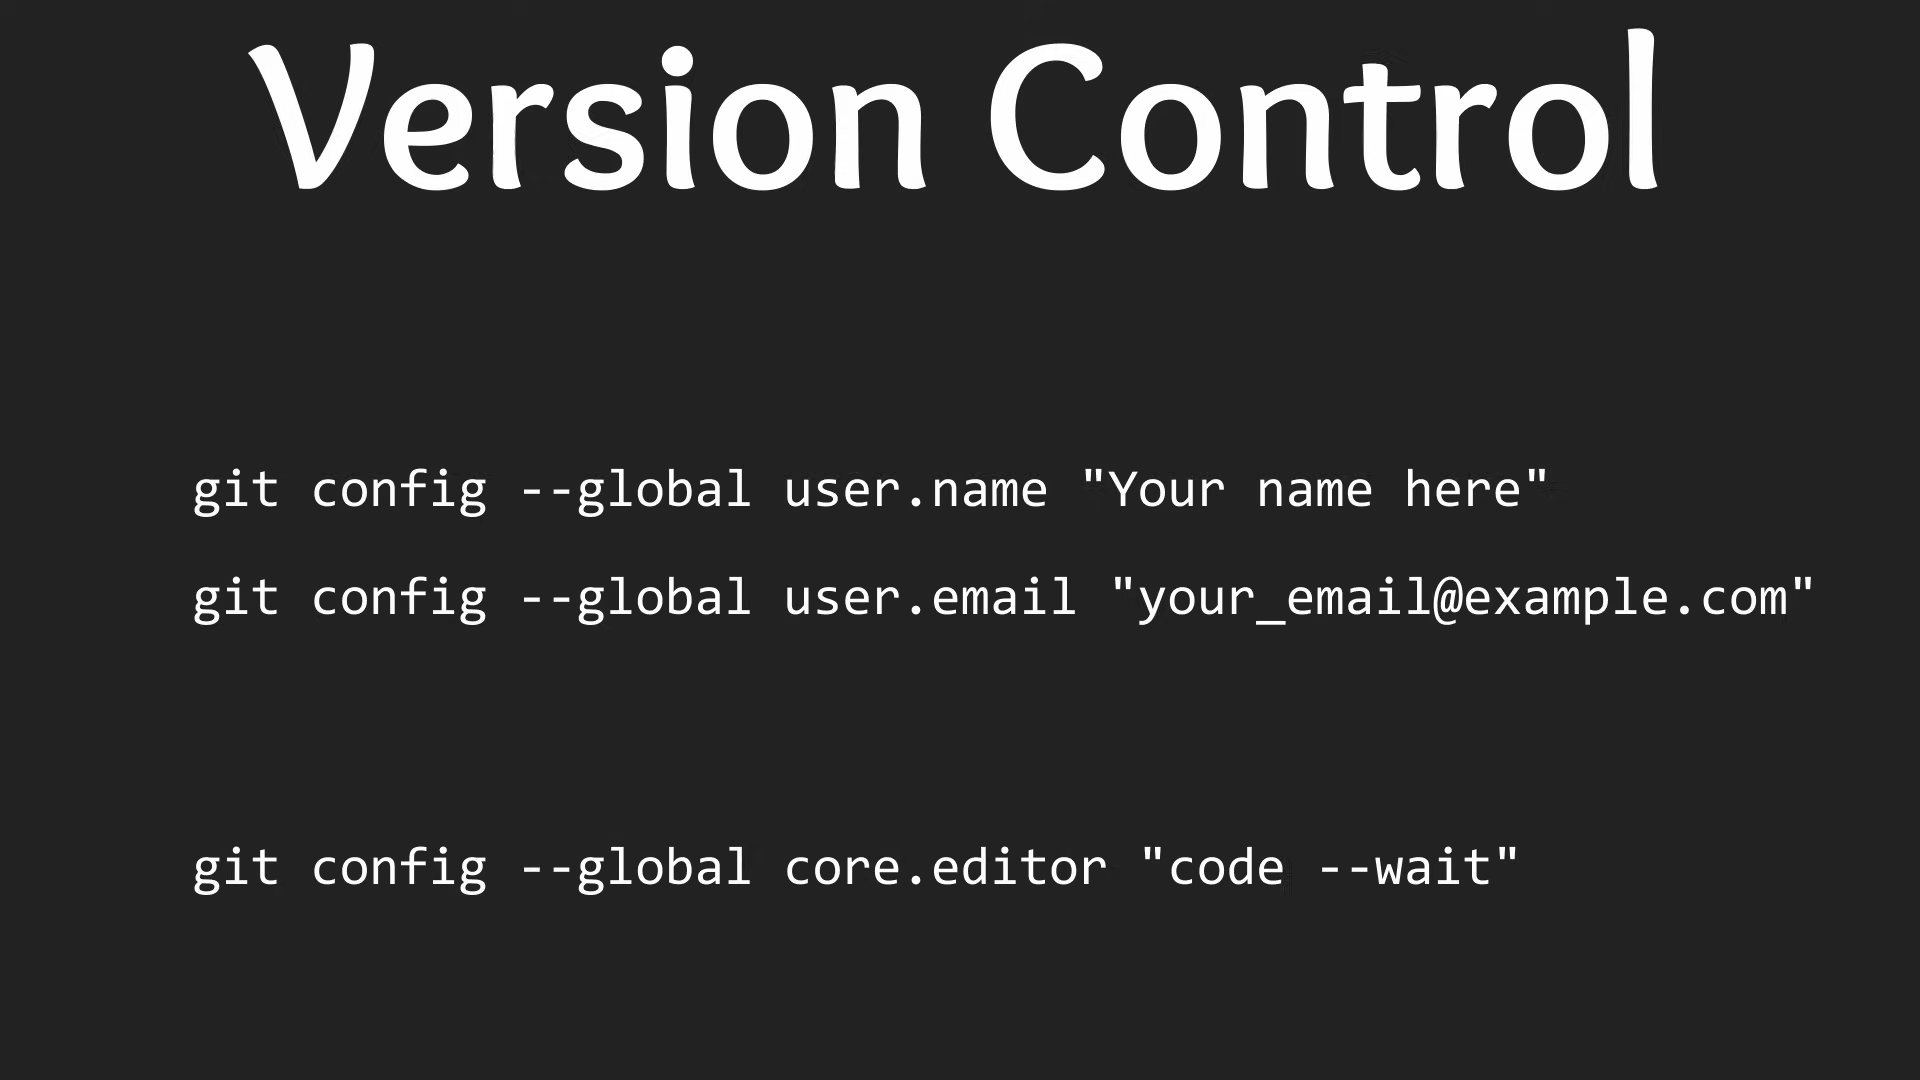 Version Control
git config --global user.name "Your name here"
git config --global user.email "your_email@example.com"
git config --global core.editor "code --wait"